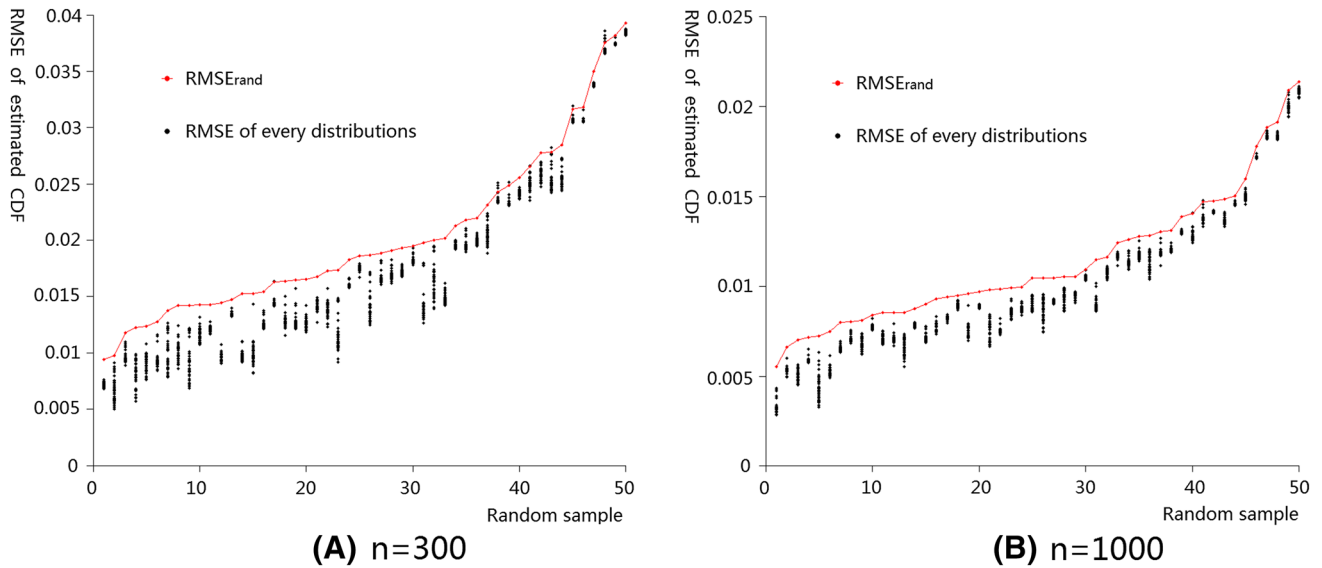 RMSE of estimated CDF
0.04
0.035
0.03
0.025
0.02
0.015
0.01
0.005
0
RMSErand
RMSE of every distributions
0
10
20
30
40
50
Random sample
(A) n=300
RMSE of estimated CDF
0.025
0.02
0.015
0.01
0.005
0
RMSErand
RMSE of every distributions
0
10
20
30
40
50
Random sample
(B) n=1000